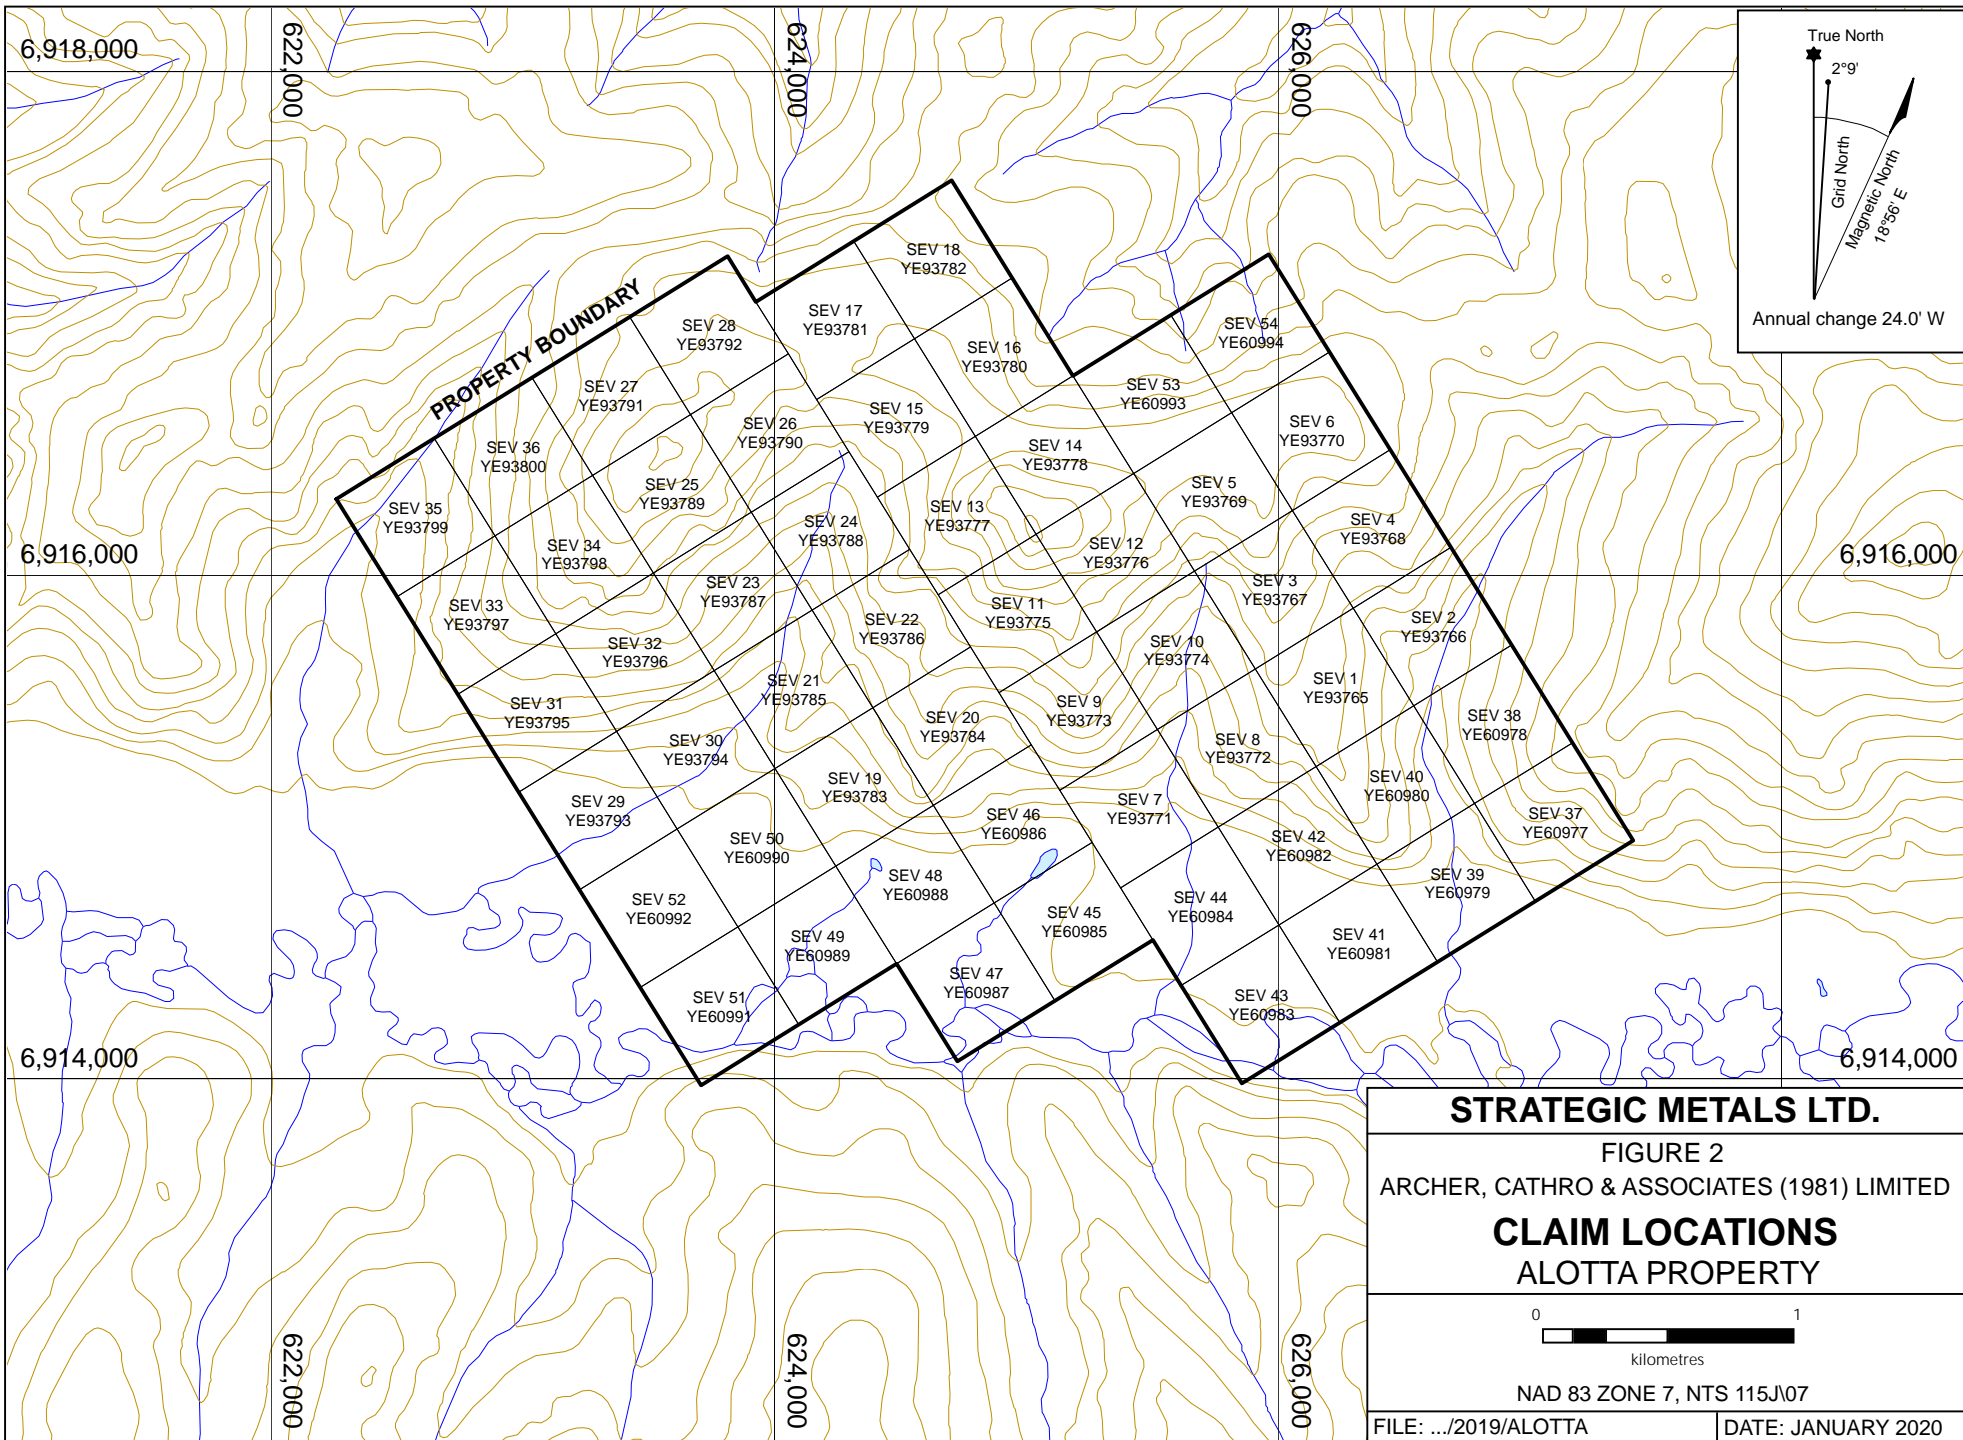 6,918,000
622,000
624,000
626,000
True North
2°9'
Grid North
Magnetic North
18°56' E
Annual change 24.0' W
PROPERTY BOUNDARY
SEV 18
YE93782
SEV 17
YE93781
SEV 28
YE93792
SEV 54
YE60994
SEV 16
YE93780
SEV 27
YE93791
SEV 53
YE60993
SEV 15
YE93779
SEV 26
YE93790
SEV 6
YE93770
SEV 36
YE93800
SEV 14
YE93778
SEV 25
YE93789
SEV 5
YE93769
SEV 35
YE93799
SEV 13
YE93777
SEV 24
YE93788
SEV 4
YE93768
SEV 34
YE93798
SEV 12
YE93776
6,916,000
6,916,000
SEV 23
YE93787
SEV 3
YE93767
SEV 33
YE93797
SEV 11
YE93775
SEV 22
YE93786
SEV 2
YE93766
SEV 32
YE93796
SEV 10
YE93774
SEV 21
YE93785
SEV 1
YE93765
SEV 31
YE93795
SEV 9
YE93773
SEV 20
YE93784
SEV 38
YE60978
SEV 30
YE93794
SEV 8
YE93772
SEV 19
YE93783
SEV 40
YE60980
SEV 29
YE93793
SEV 7
YE93771
SEV 46
YE60986
SEV 37
YE60977
SEV 50
YE60990
SEV 42
YE60982
SEV 48
YE60988
SEV 39
YE60979
SEV 52
YE60992
SEV 44
YE60984
SEV 45
YE60985
SEV 49
YE60989
SEV 41
YE60981
SEV 47
YE60987
SEV 51
YE60991
SEV 43
YE60983
6,914,000
6,914,000
622,000
624,000
626,000
STRATEGIC METALS LTD.
FIGURE 2
ARCHER, CATHRO & ASSOCIATES (1981) LIMITED
CLAIM LOCATIONS
ALOTTA PROPERTY
0 1
kilometres
NAD 83 ZONE 7, NTS 115J\07
FILE: .../2019/ALOTTA
DATE: JANUARY 2020